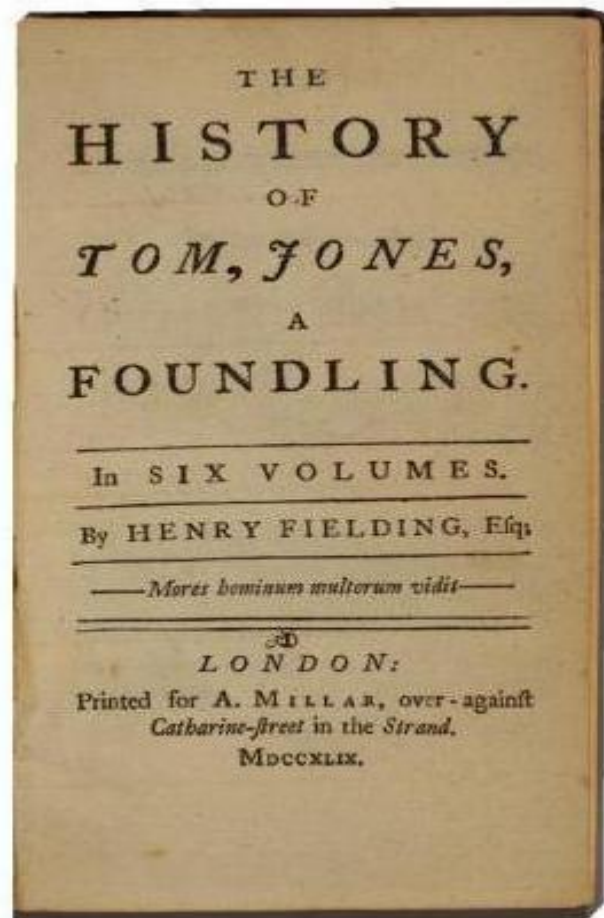 THE
HISTORY
OF
TOM, JONES,
A
FOUNDLING.
In SIX VOLUMES.
By HENRY FIELDING, Eſq;
——Mores hominum multorum vidit——
LONDON:
Printed for A. MILLAR, over-againſt
Catharine-ſtreet in the Strand.
MDCCXLIX.